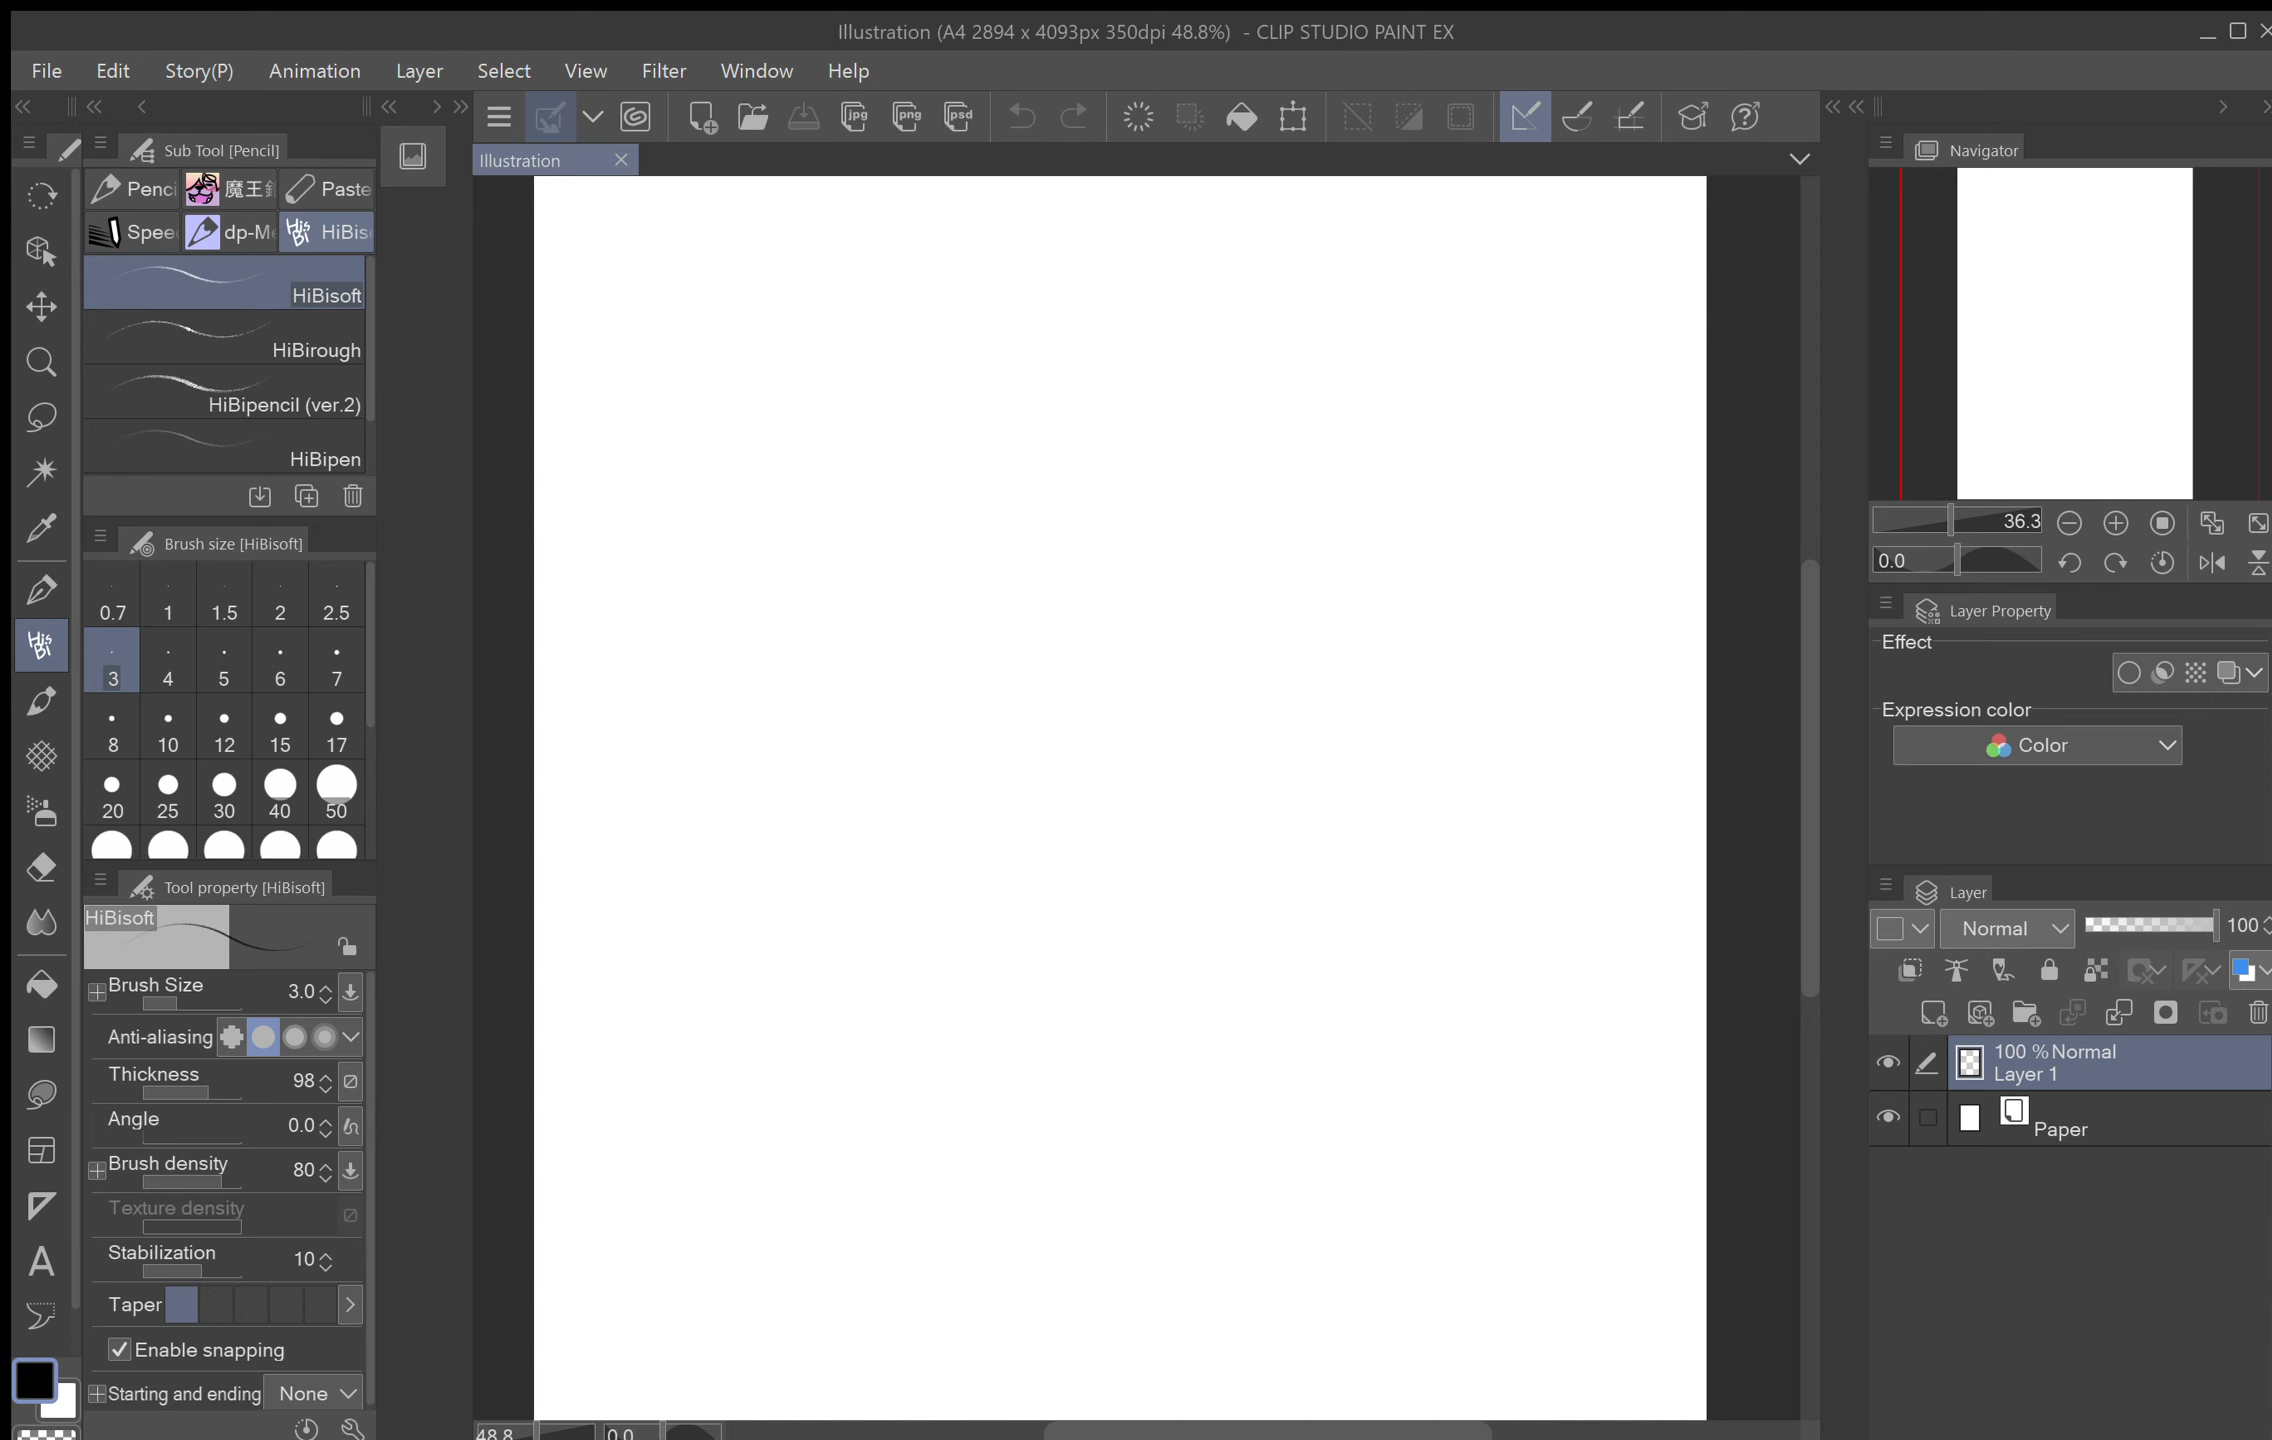 Illustration (A4 2894 x 4093px 350dpi 48.8%)  - CLIP STUDIO PAINT EX
File Edit Story(P) Animation Layer Select View Filter Window Help
jpg png psd
Sub Tool [Pencil]
Illustration
Navigator
Penci 魔王 Paste
Spee dp-Me HiBis
HiBisoft
HiBirough
HiBipencil (ver.2)
HiBipen
36.3
0.0
Brush size [HiBisoft]
0.7 1 1.5 2 2.5
3 4 5 6 7
8 10 12 15 17
20 25 30 40 50
Layer Property
Effect
Expression color
Color
Tool property [HiBisoft]
HiBisoft
Brush Size 3.0
Anti-aliasing
Thickness 98
Angle 0.0
Brush density 80
Texture density
Stabilization 10
Taper
Enable snapping
Starting and ending None
Layer
Normal 100
100 %Normal
Layer 1
Paper
48.8 0.0